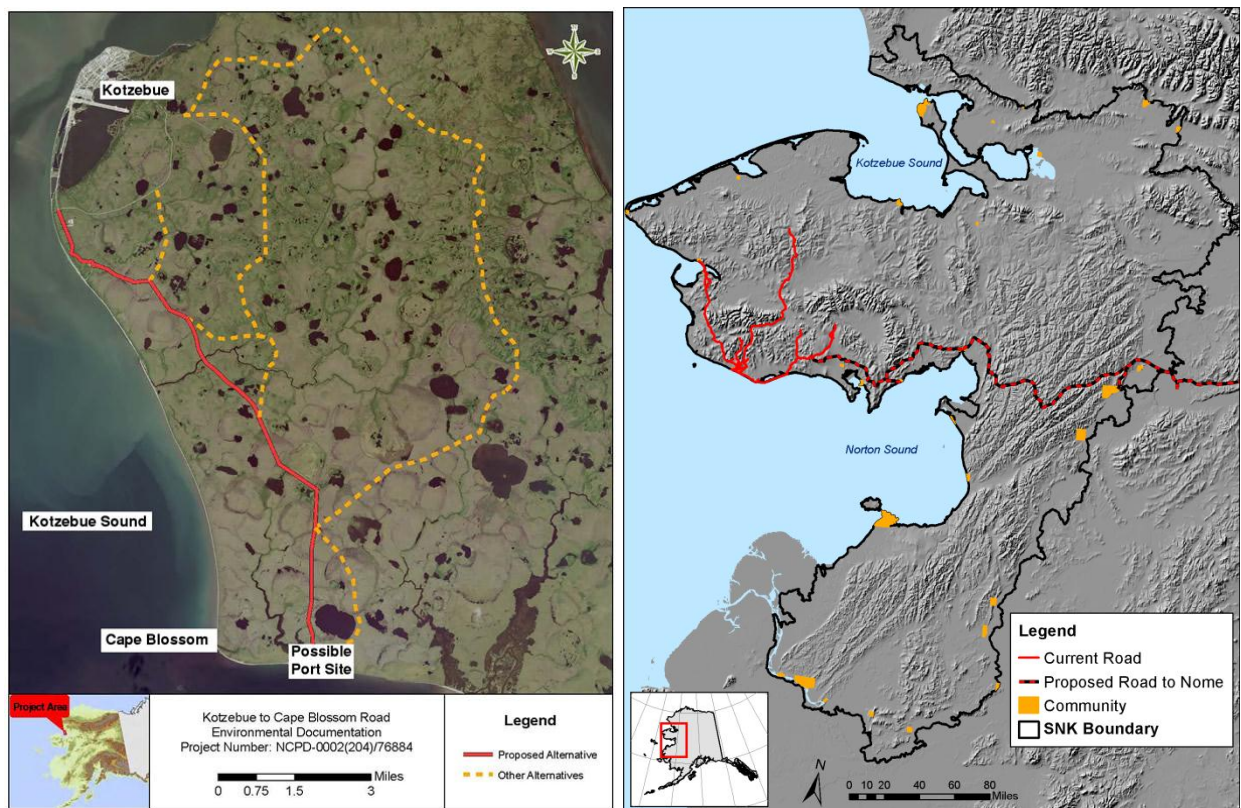 Kotzebue
N
Kotzebue Sound
Cape Blossom
Possible
Port Site
Project Area
Kotzebue to Cape Blossom Road
Environmental Documentation
Project Number: NCPD-0002(204)/76884
Miles
0 0.75 1.5 3
Legend
Proposed Alternative
Other Alternatives
Kotzebue Sound
Norton Sound
Legend
Current Road
Proposed Road to Nome
Community
SNK Boundary
N
0 10 20 40 60 80
Miles